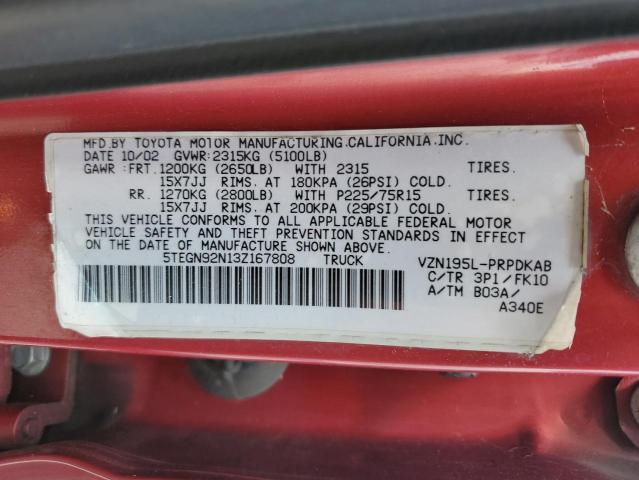 MFD.BY TOYOTA MOTOR MANUFACTURING.CALIFORNIA.INC.
DATE 10/02 GVWR:2315KG (5100LB)
GAWR : FRT. 1200KG (2650LB) WITH 2315 TIRES.
15X7JJ RIMS. AT 180KPA (26PSI) COLD.
RR. 1270KG (2800LB) WITH P225/75R15 TIRES.
15X7JJ RIMS. AT 200KPA (29PSI) COLD.
THIS VEHICLE CONFORMS TO ALL APPLICABLE FEDERAL MOTOR
VEHICLE SAFETY AND THEFT PREVENTION STANDARDS IN EFFECT
ON THE DATE OF MANUFACTURE SHOWN ABOVE.
5TEGN92N13Z167808 TRUCK VZN195L-PRPDKAB
C/TR 3P1/FK10
A/TM B03A/
A340E